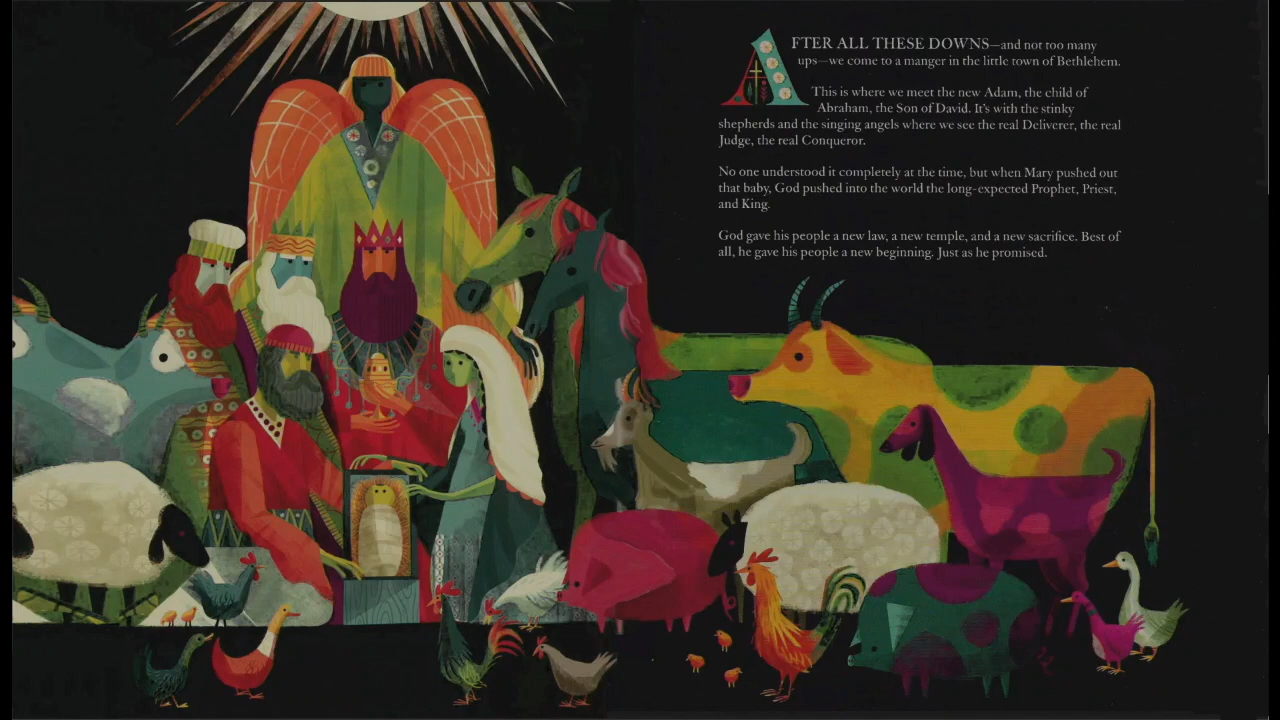 AFTER ALL THESE DOWNS—and not too many
ups—we come to a manger in the little town of Bethlehem.
This is where we meet the new Adam, the child of
Abraham, the Son of David. It's with the stinky
shepherds and the singing angels where we see the real Deliverer, the real
Judge, the real Conqueror.
No one understood it completely at the time, but when Mary pushed out
that baby, God pushed into the world the long-expected Prophet, Priest,
and King.
God gave his people a new law, a new temple, and a new sacrifice. Best of
all, he gave his people a new beginning. Just as he promised.